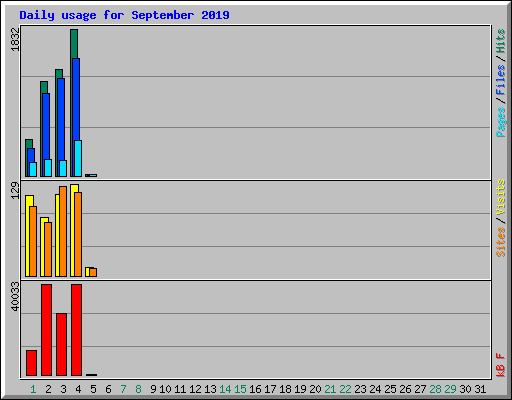 Daily usage for September 2019
1832
Pages / Files / Hits
129
Sites / Visits
40033
kB F
1 2 3 4 5 6 7 8 9 10 11 12 13 14 15 16 17 18 19 20 21 22 23 24 25 26 27 28 29 30 31